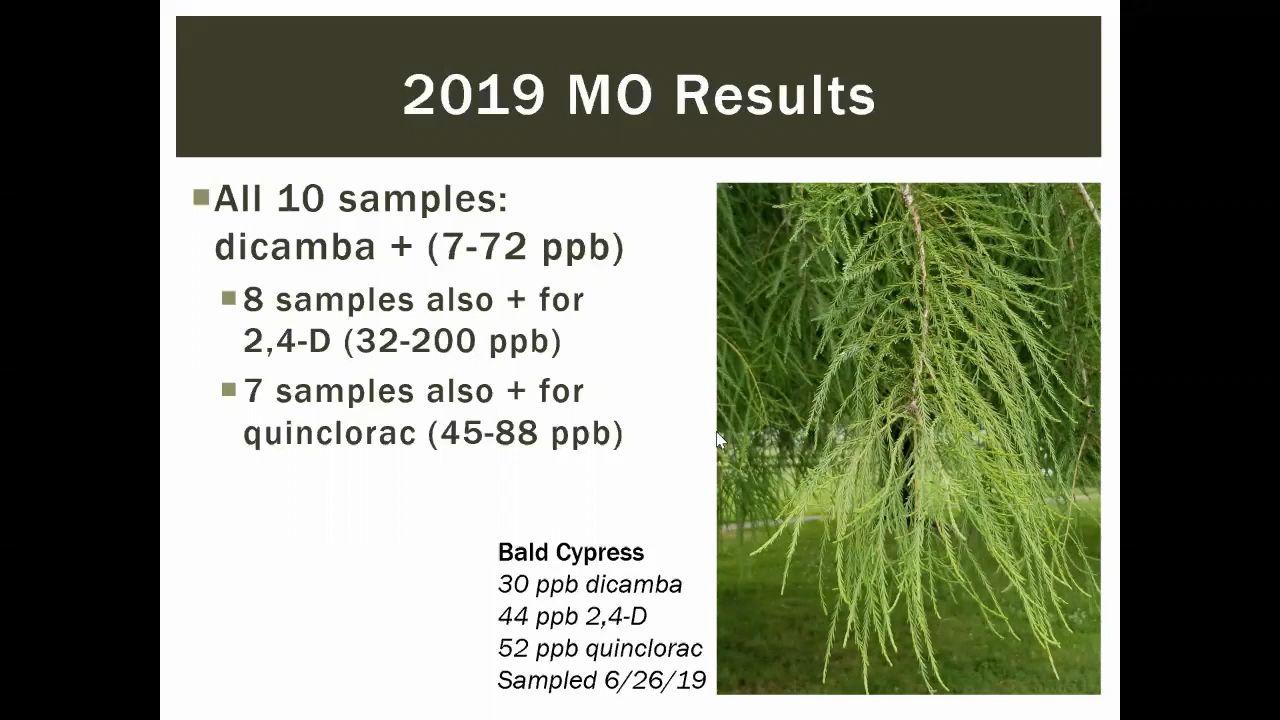 2019 MO Results
All 10 samples:
dicamba + (7-72 ppb)
8 samples also + for
2,4-D (32-200 ppb)
7 samples also + for
quinclorac (45-88 ppb)
Bald Cypress
30 ppb dicamba
44 ppb 2,4-D
52 ppb quinclorac
Sampled 6/26/19